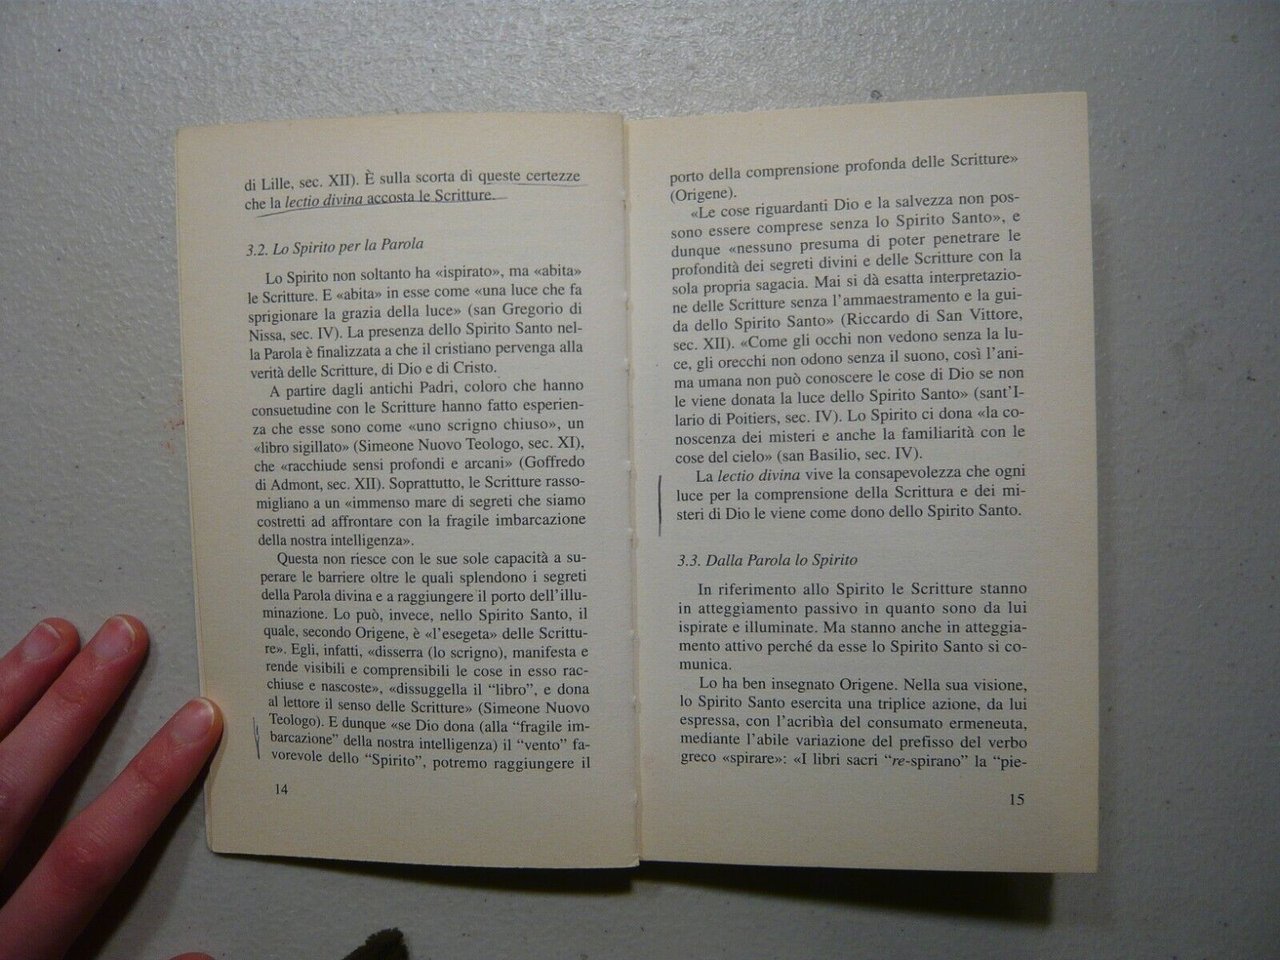 di Lille, sec. XII). È sulla scorta di queste certezze
che la lectio divina accosta le Scritture.
3.2. Lo Spirito per la Parola
Lo Spirito non soltanto ha «ispirato», ma «abita»
le Scritture. E «abita» in esse come «una luce che fa
sprigionare la grazia della luce» (san Gregorio di
Nissa, sec. IV). La presenza dello Spirito Santo nel-
la Parola è finalizzata a che il cristiano pervenga alla
verità delle Scritture, di Dio e di Cristo.
A partire dagli antichi Padri, coloro che hanno
consuetudine con le Scritture hanno fatto esperien-
za che esse sono come «uno scrigno chiuso», un
«libro sigillato» (Simeone Nuovo Teologo, sec. XI),
che «racchiude sensi profondi e arcani» (Goffredo
di Admont, sec. XII). Soprattutto, le Scritture rasso-
migliano a un «immenso mare di segreti che siamo
costretti ad affrontare con la fragile imbarcazione
della nostra intelligenza».
Questa non riesce con le sue sole capacità a su-
perare le barriere oltre le quali splendono i segreti
della Parola divina e a raggiungere il porto dell'illu-
minazione. Lo può, invece, nello Spirito Santo, il
quale, secondo Origene, è «l'esegeta» delle Scrittu-
re». Egli, infatti, «disserra (lo scrigno), manifesta e
rende visibili e comprensibili le cose in esso rac-
chiuse e nascoste», «dissuggella il “libro”, e dona
al lettore il senso delle Scritture» (Simeone Nuovo
Teologo). E dunque «se Dio dona (alla “fragile im-
barcazione” della nostra intelligenza) il “vento” fa-
vorevole dello “Spirito”, potremo raggiungere il
14
porto della comprensione profonda delle Scritture»
(Origene).
«Le cose riguardanti Dio e la salvezza non pos-
sono essere comprese senza lo Spirito Santo», e
dunque «nessuno presuma di poter penetrare le
profondità dei segreti divini e delle Scritture con la
sola propria sagacia. Mai si dà esatta interpretazio-
ne delle Scritture senza l'ammaestramento e la gui-
da dello Spirito Santo» (Riccardo di San Vittore,
sec. XII). «Come gli occhi non vedono senza la lu-
ce, gli orecchi non odono senza il suono, così l'ani-
ma umana non può conoscere le cose di Dio se non
le viene donata la luce dello Spirito Santo» (sant'I-
lario di Poitiers, sec. IV). Lo Spirito ci dona «la co-
noscenza dei misteri e anche la familiarità con le
cose del cielo» (san Basilio, sec. IV).
La lectio divina vive la consapevolezza che ogni
luce per la comprensione della Scrittura e dei mi-
steri di Dio le viene come dono dello Spirito Santo.
3.3. Dalla Parola lo Spirito
In riferimento allo Spirito le Scritture stanno
in atteggiamento passivo in quanto sono da lui
ispirate e illuminate. Ma stanno anche in atteggia-
mento attivo perché da esse lo Spirito Santo si co-
munica.
Lo ha ben insegnato Origene. Nella sua visione,
lo Spirito Santo esercita una triplice azione, da lui
espressa, con l'acribìa del consumato ermeneuta,
mediante l'abile variazione del prefisso del verbo
greco «spirare»: «I libri sacri “re-spirano” la “pie-
15